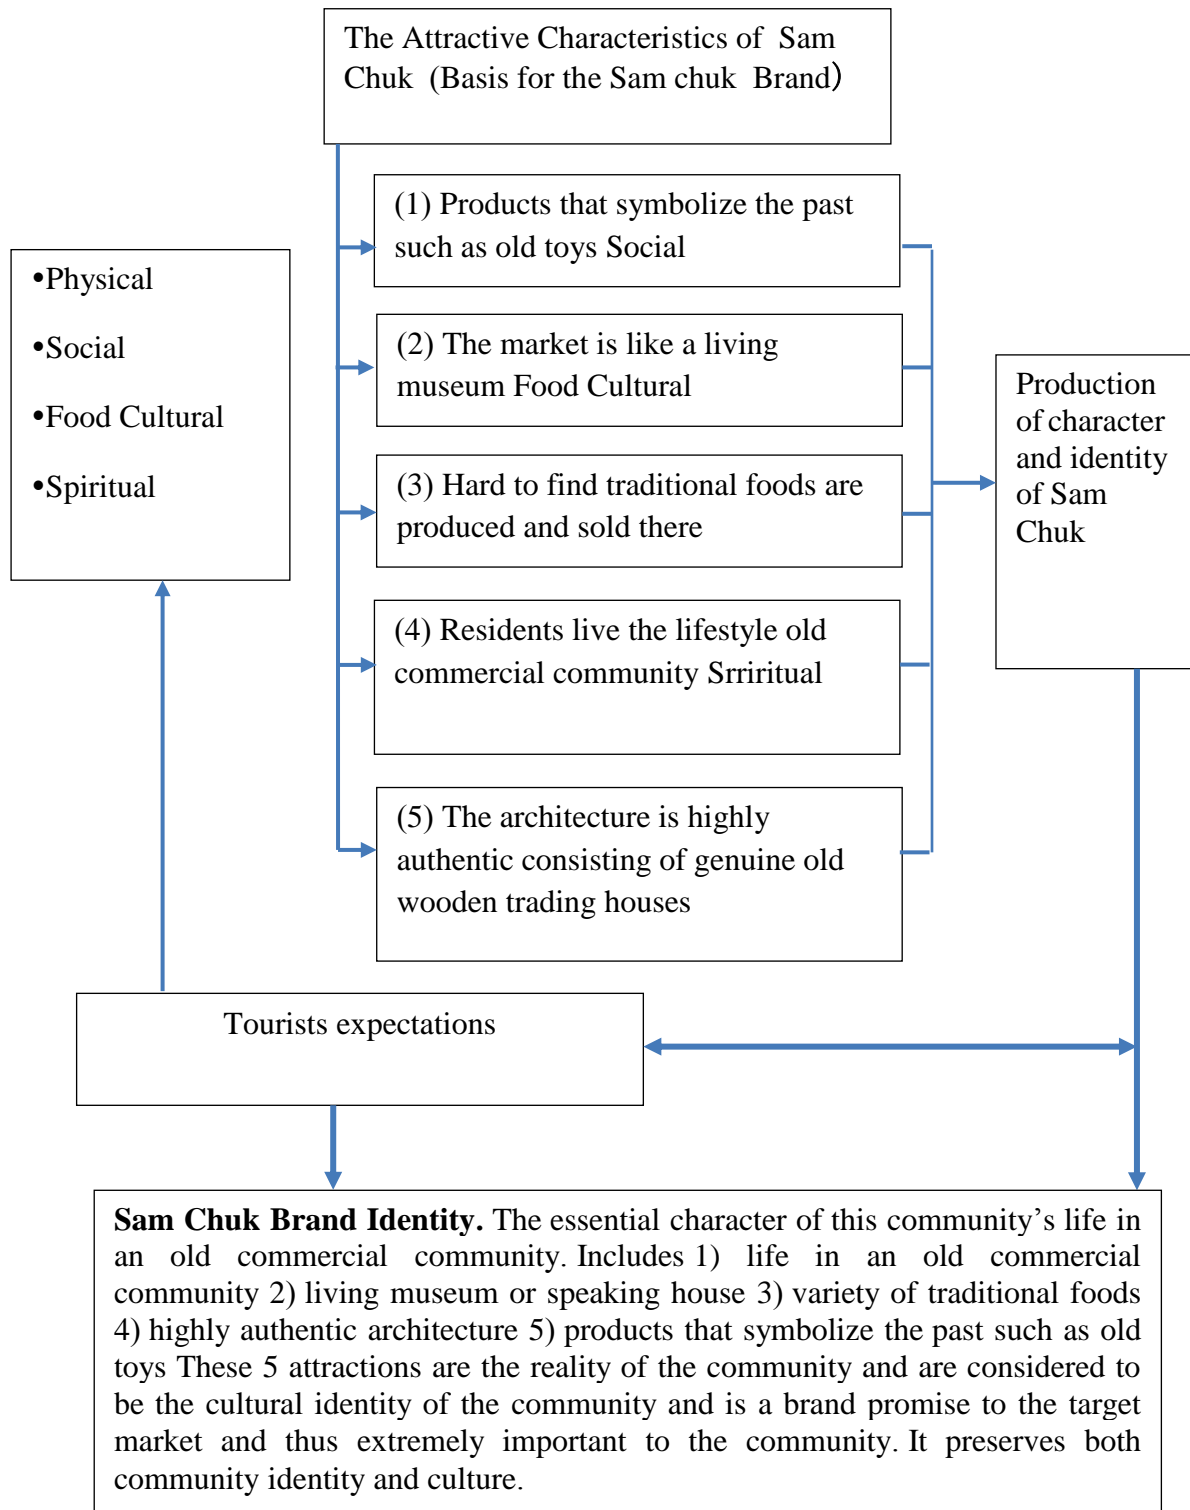 The Attractive Characteristics of Sam
Chuk (Basis for the Sam chuk Brand)
(1) Products that symbolize the past
such as old toys Social
•Physical
•Social
•Food Cultural
•Spiritual
(2) The market is like a living
museum Food Cultural
(3) Hard to find traditional foods are
produced and sold there
(4) Residents live the lifestyle old
commercial community Srriritual
(5) The architecture is highly
authentic consisting of genuine old
wooden trading houses
Production
of character
and identity
of Sam
Chuk
Tourists expectations
Sam Chuk Brand Identity. The essential character of this community’s life in
an old commercial community. Includes 1) life in an old commercial
community 2) living museum or speaking house 3) variety of traditional foods
4) highly authentic architecture 5) products that symbolize the past such as old
toys These 5 attractions are the reality of the community and are considered to
be the cultural identity of the community and is a brand promise to the target
market and thus extremely important to the community. It preserves both
community identity and culture.